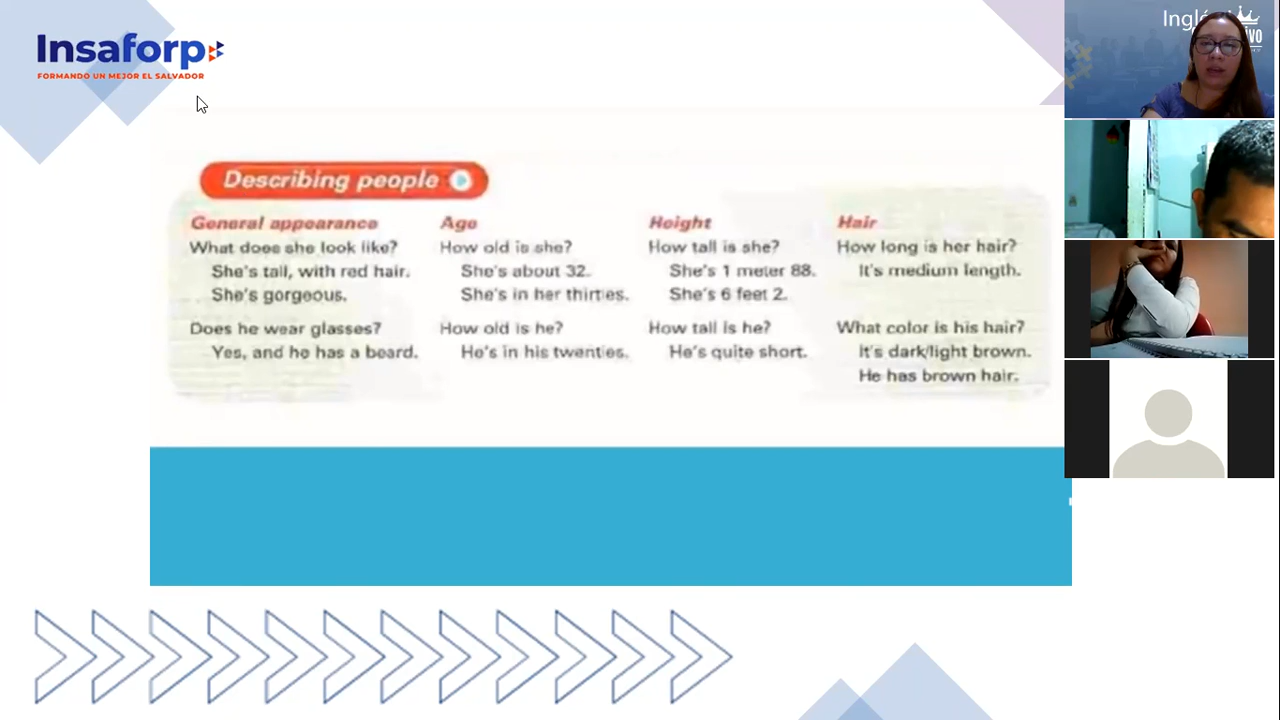 Insaforp
FORMANDO UN MEJOR EL SALVADOR
Describing people
General appearance
What does she look like?
She's tall, with red hair.
She's gorgeous.
Does he wear glasses?
Yes, and he has a beard.
Age
How old is she?
She's about 32.
She's in her thirties.
How old is he?
He's in his twenties.
Height
How tall is she?
She's 1 meter 88.
She's 6 feet 2.
How tall is he?
He's quite short.
Hair
How long is her hair?
It's medium length.
What color is his hair?
It's dark/light brown.
He has brown hair.